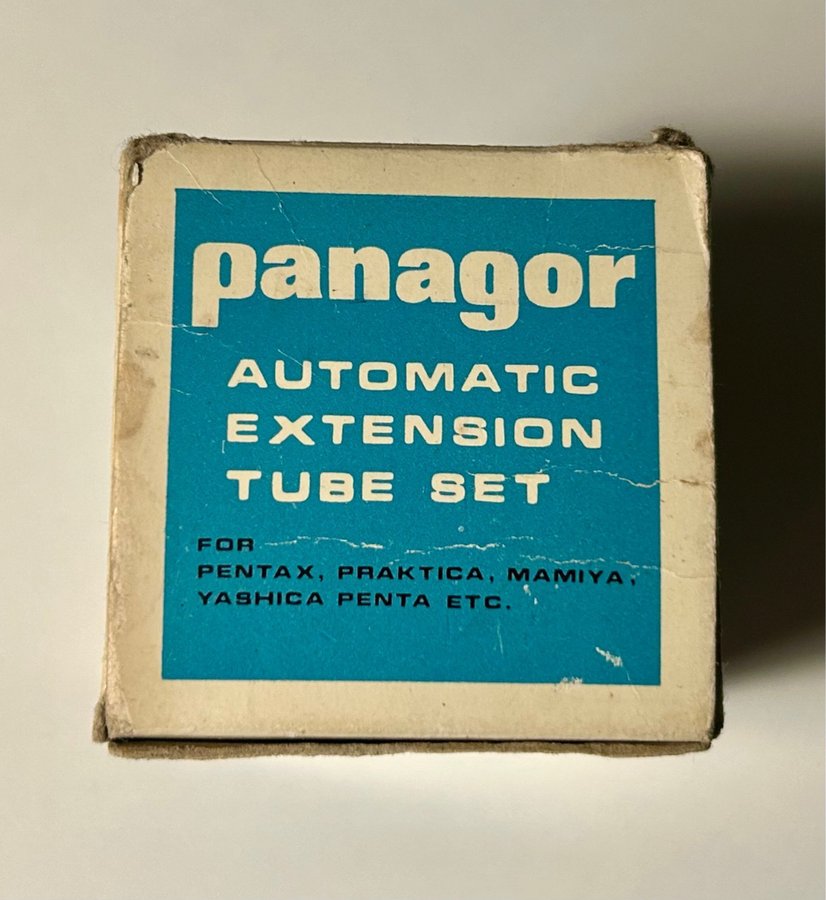 panagor
AUTOMATIC
EXTENSION
TUBE SET
FOR
PENTAX, PRAKTICA, MAMIYA,
YASHICA PENTA ETC.